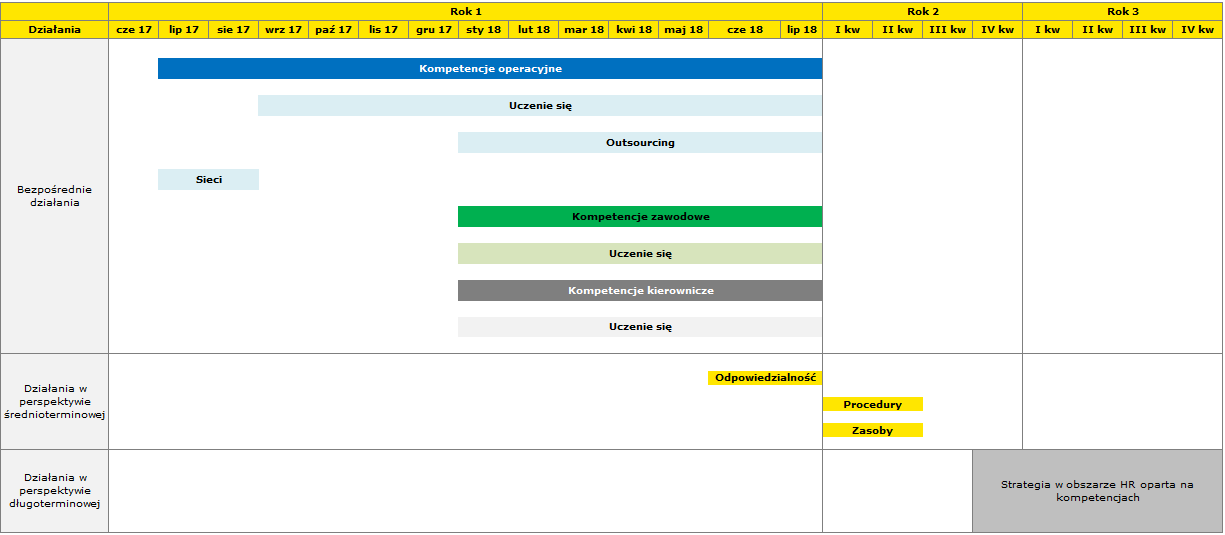 Rok 1 Rok 2 Rok 3
Działania cze 17 lip 17 sie 17 wrz 17 paź 17 lis 17 gru 17 sty 18 lut 18 mar 18 kwi 18 maj 18 cze 18 lip 18 I kw II kw III kw IV kw I kw II kw III kw IV kw
Kompetencje operacyjne
Uczenie się
Outsourcing
Sieci
Bezpośrednie
działania
Kompetencje zawodowe
Uczenie się
Kompetencje kierownicze
Uczenie się
Działania w
perspektywie
średnioterminowej
Odpowiedzialność
Procedury
Zasoby
Działania w
perspektywie
długoterminowej
Strategia w obszarze HR oparta na
kompetencjach